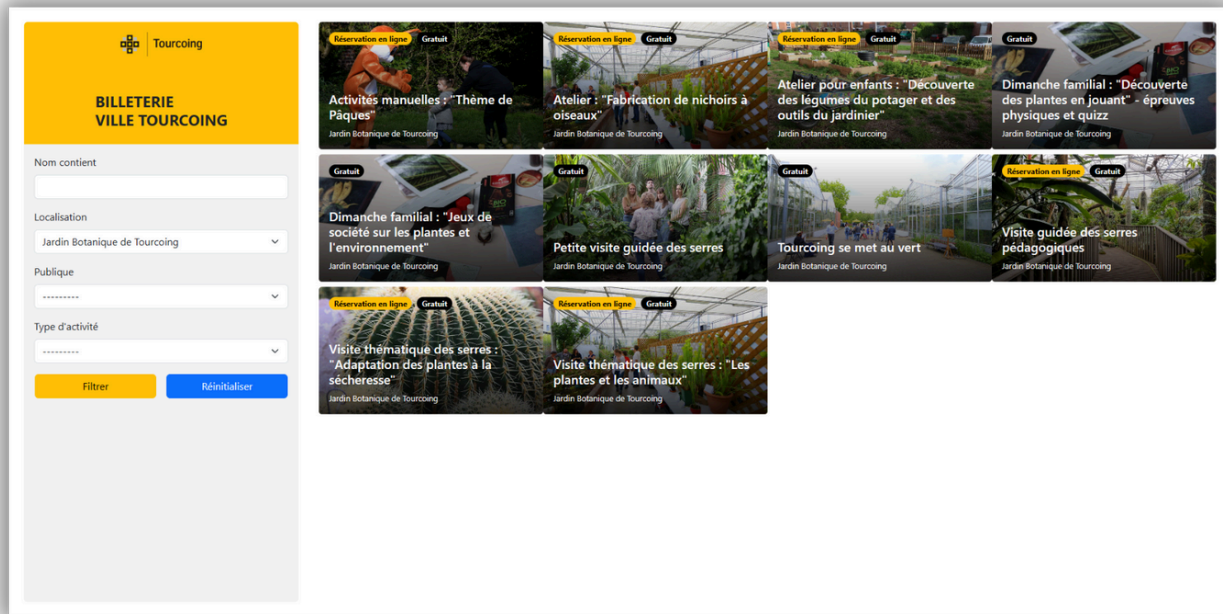 Tourcoing
BILLETERIE
VILLE TOURCOING
Nom contient
Localisation
Jardin Botanique de Tourcoing
Publique
---------
Type d'activité
---------
Filtrer
Réinitialiser
Réservation en ligne
Gratuit
Activités manuelles : "Thème de
Pâques"
Jardin Botanique de Tourcoing
Réservation en ligne
Gratuit
Atelier : "Fabrication de nichoirs à
oiseaux"
Jardin Botanique de Tourcoing
Réservation en ligne
Gratuit
Atelier pour enfants : "Découverte
des légumes du potager et des
outils du jardinier"
Jardin Botanique de Tourcoing
Gratuit
Dimanche familial : "Découverte
des plantes en jouant" - épreuves
physiques et quizz
Jardin Botanique de Tourcoing
Gratuit
Dimanche familial : "Jeux de
société sur les plantes et
l'environnement"
Jardin Botanique de Tourcoing
Gratuit
Petite visite guidée des serres
Jardin Botanique de Tourcoing
Gratuit
Tourcoing se met au vert
Jardin Botanique de Tourcoing
Réservation en ligne
Gratuit
Visite guidée des serres
pédagogiques
Jardin Botanique de Tourcoing
Réservation en ligne
Gratuit
Visite thématique des serres :
"Adaptation des plantes à la
sécheresse"
Jardin Botanique de Tourcoing
Réservation en ligne
Gratuit
Visite thématique des serres : "Les
plantes et les animaux"
Jardin Botanique de Tourcoing